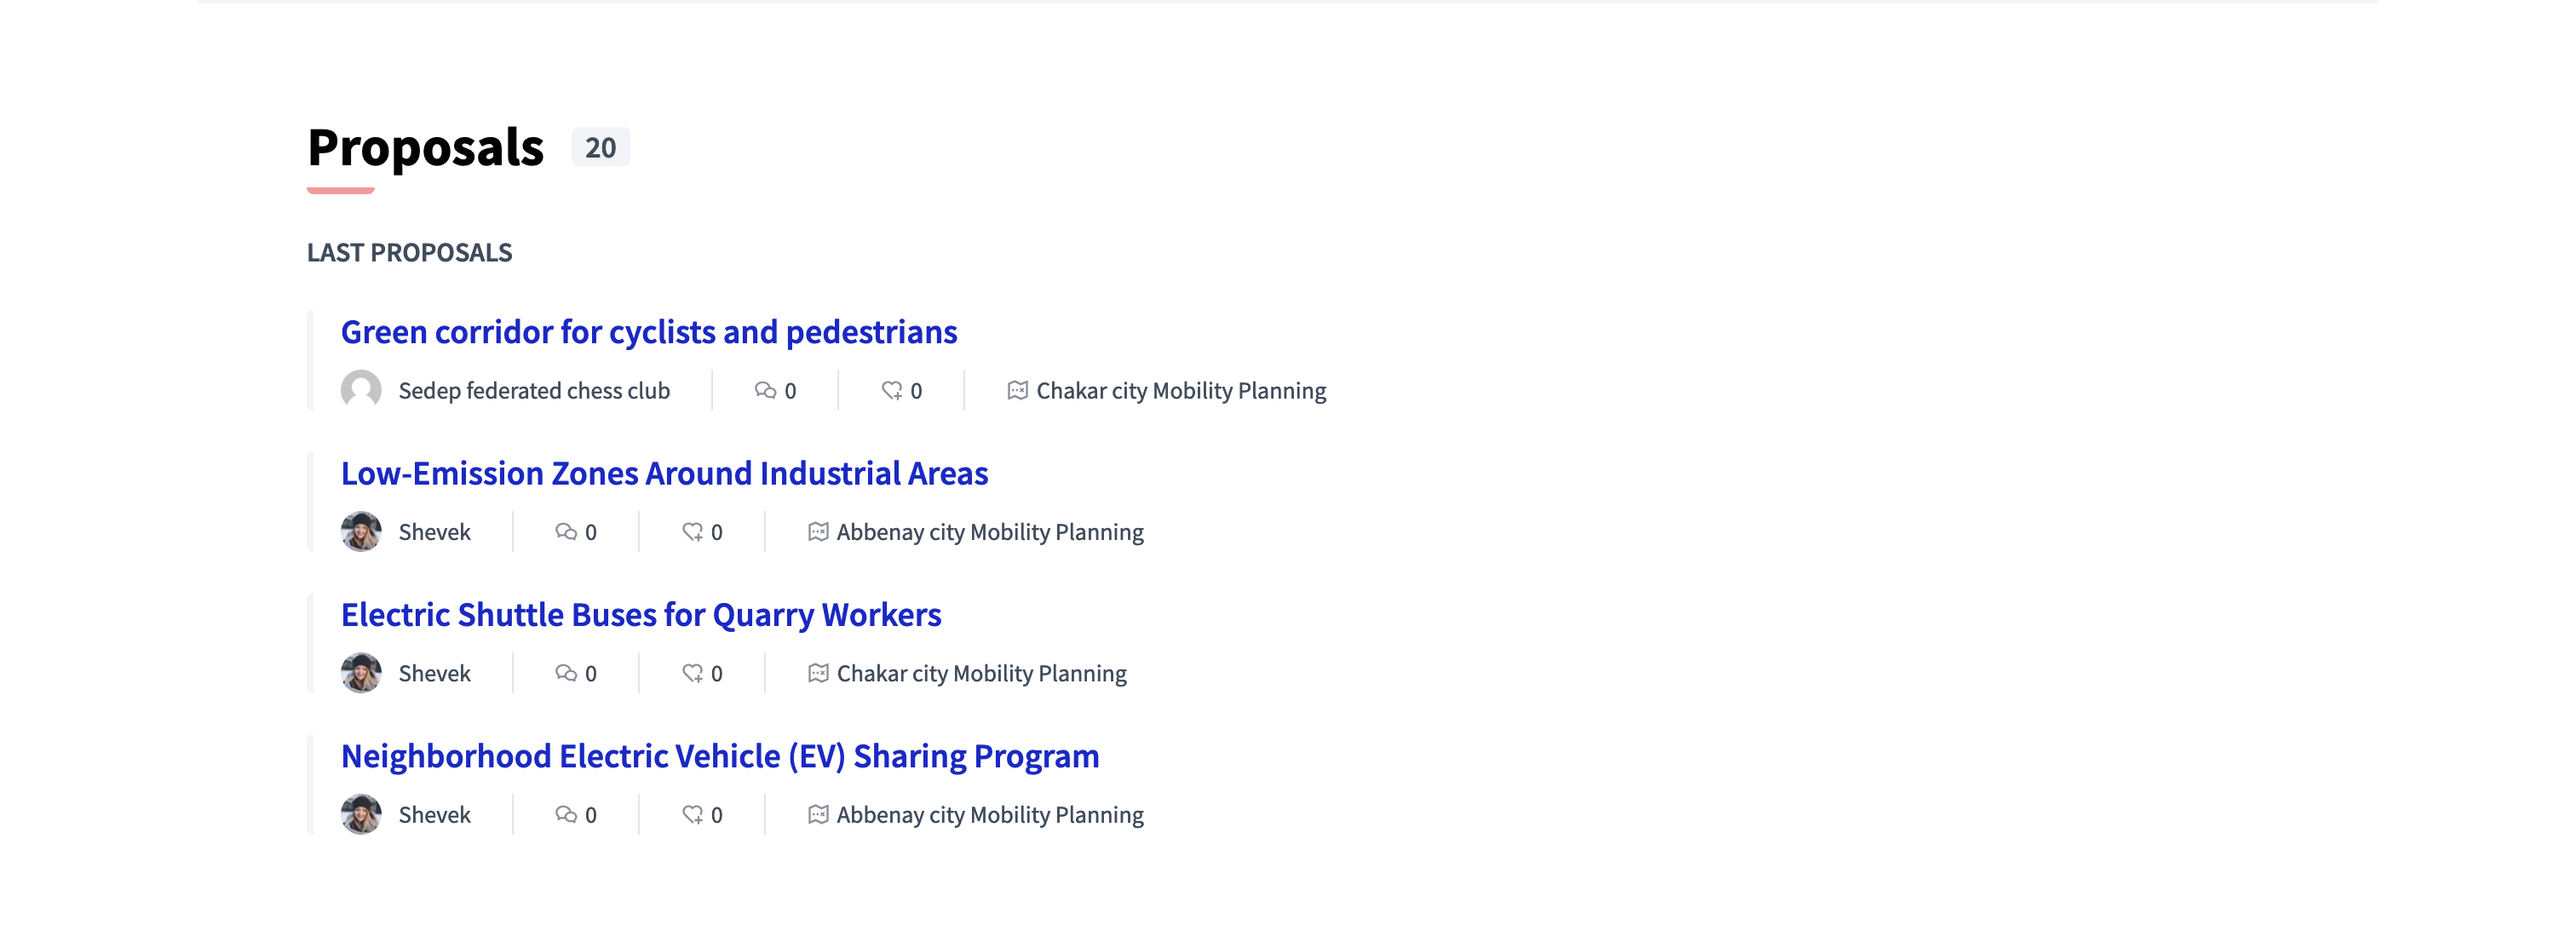 Proposals 20
LAST PROPOSALS
Green corridor for cyclists and pedestrians
Sedep federated chess club 0 0 Chakar city Mobility Planning
Low-Emission Zones Around Industrial Areas
Shevek 0 0 Abbenay city Mobility Planning
Electric Shuttle Buses for Quarry Workers
Shevek 0 0 Chakar city Mobility Planning
Neighborhood Electric Vehicle (EV) Sharing Program
Shevek 0 0 Abbenay city Mobility Planning